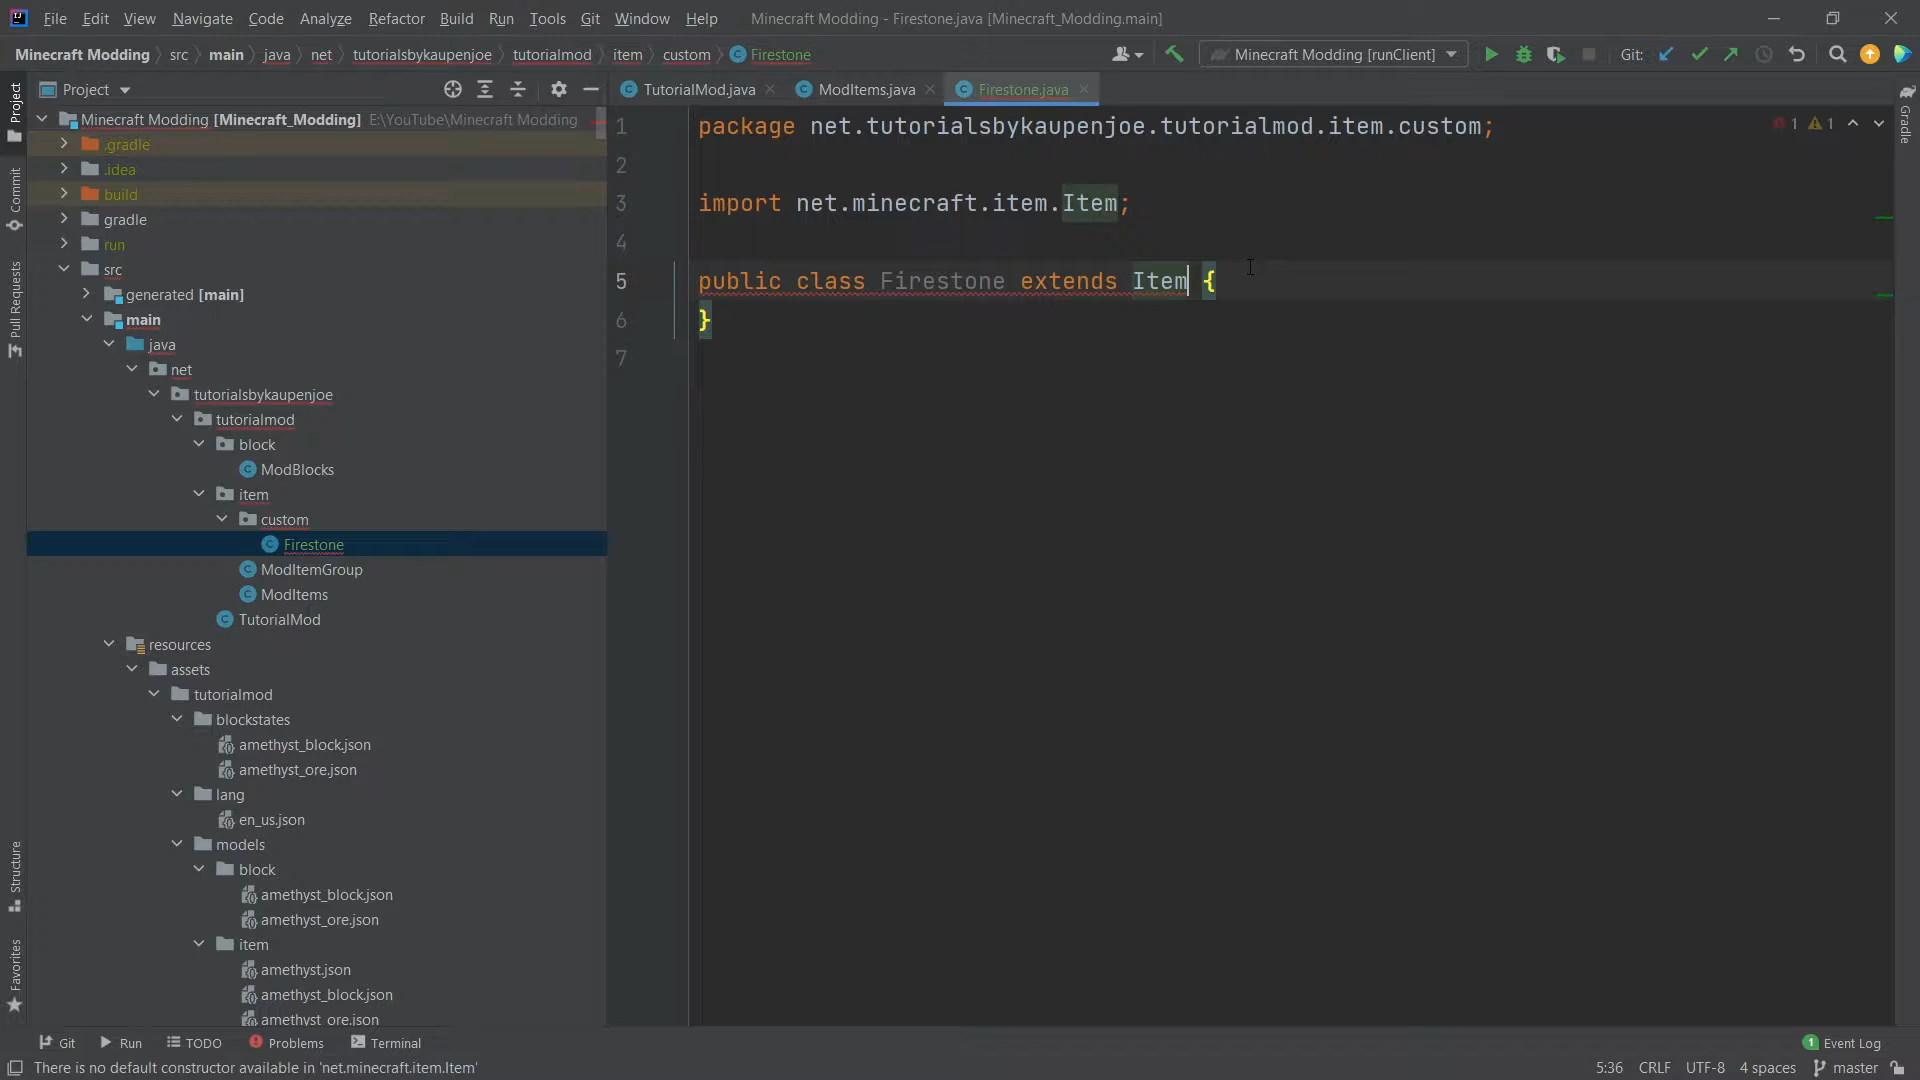 File Edit View Navigate Code Analyze Refactor Build Run Tools Git Window Help Minecraft Modding - Firestone.java [Minecraft_Modding.main]
Minecraft Modding src main java net tutorialsbykaupenjoe tutorialmod item custom Firestone Minecraft Modding [runClient] Git:
Project TutorialMod.java ModItems.java Firestone.java
Project
Commit
Pull Requests
Structure
Favorites
Gradle
Minecraft Modding [Minecraft_Modding] E:\YouTube\Minecraft Modding
.gradle
.idea
build
gradle
run
src
generated [main]
main
java
net
tutorialsbykaupenjoe
tutorialmod
block
ModBlocks
item
custom
Firestone
ModItemGroup
ModItems
TutorialMod
resources
assets
tutorialmod
blockstates
amethyst_block.json
amethyst_ore.json
lang
en_us.json
models
block
amethyst_block.json
amethyst_ore.json
item
amethyst.json
amethyst_block.json
amethyst_ore.json
1 package net.tutorialsbykaupenjoe.tutorialmod.item.custom; 1 1
2
3 import net.minecraft.item.Item;
4
5 public class Firestone extends Item {
6 }
7
Git Run TODO Problems Terminal 1 Event Log
There is no default constructor available in 'net.minecraft.item.Item' 5:36 CRLF UTF-8 4 spaces master